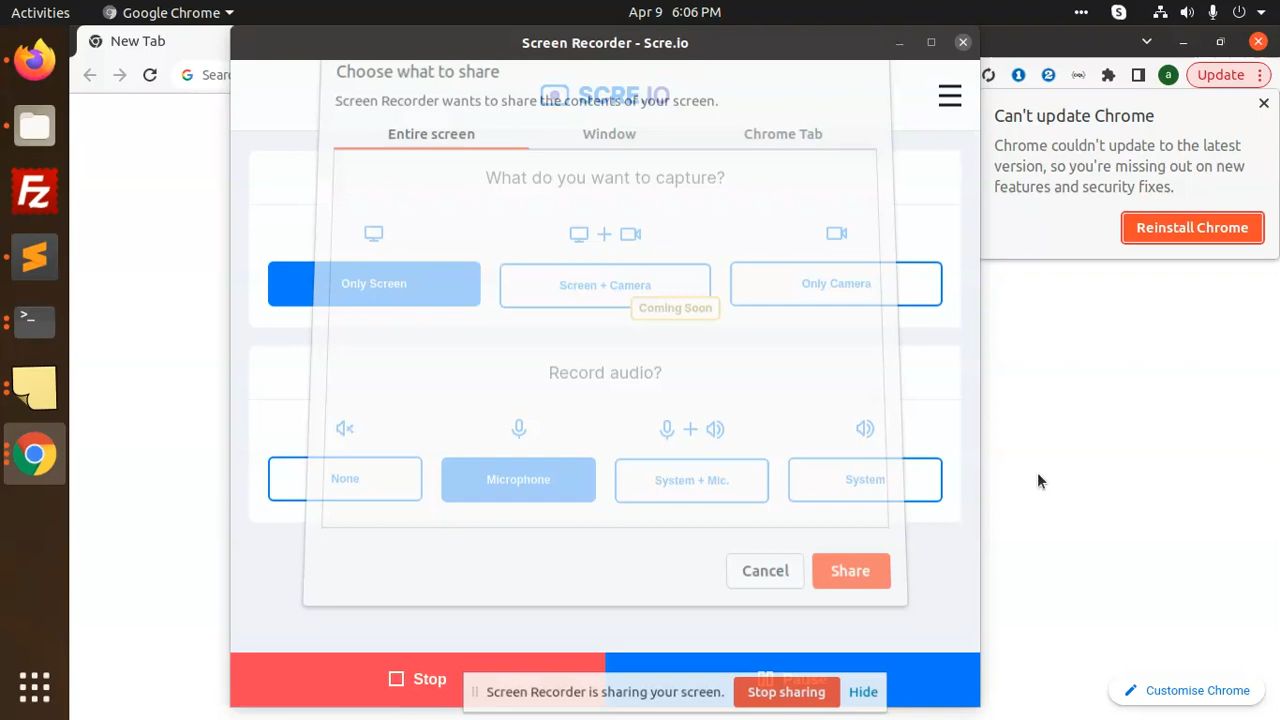 Activities
Google Chrome
Apr 9 6:06 PM
New Tab
Screen Recorder - Scre.io
Sear
Update
Choose what to share
SCRE.IO
Screen Recorder wants to share the contents of your screen.
Entire screen
Window
Chrome Tab
Can't update Chrome
Chrome couldn't update to the latest
version, so you're missing out on new
features and security fixes.
Reinstall Chrome
What do you want to capture?
Only Screen
Screen + Camera
Only Camera
Coming Soon
Record audio?
None
Microphone
System + Mic.
System
Cancel
Share
Stop
Pause
Screen Recorder is sharing your screen.
Stop sharing
Hide
Customise Chrome